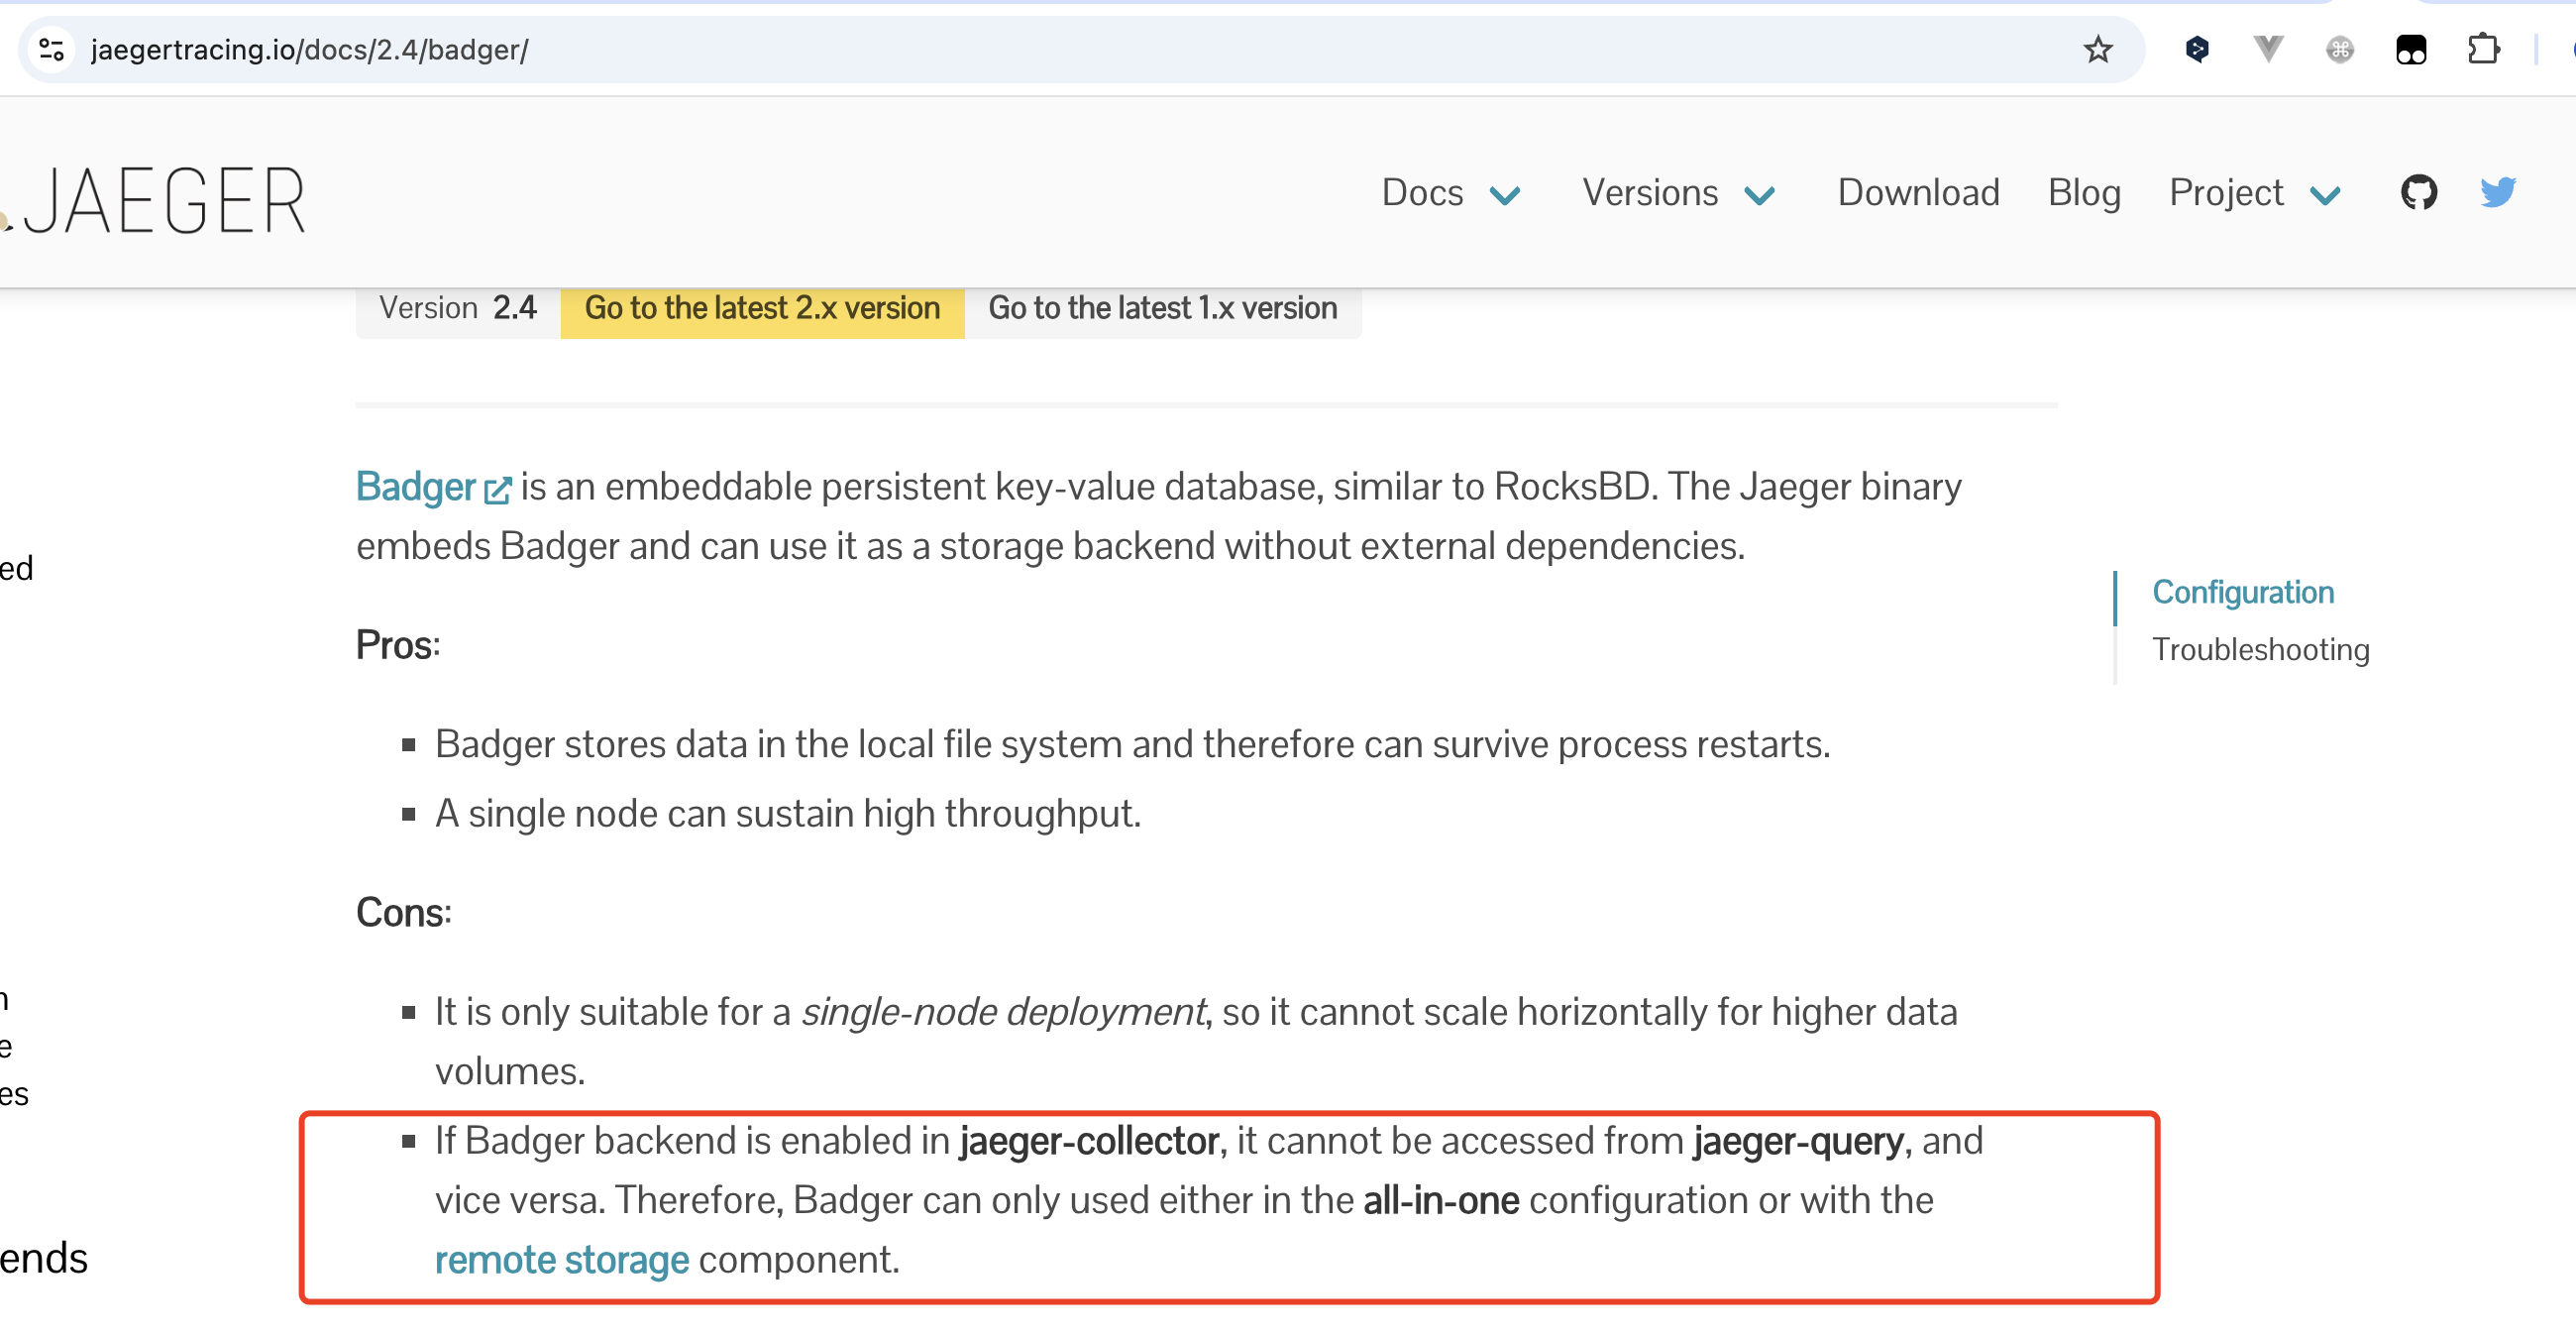 jaegertracing.io/docs/2.4/badger/
JAEGER
Docs Versions Download Blog Project
Version 2.4 Go to the latest 2.x version Go to the latest 1.x version
Badger is an embeddable persistent key-value database, similar to RocksBD. The Jaeger binary
embeds Badger and can use it as a storage backend without external dependencies.
ed
Configuration
Troubleshooting
Pros:
Badger stores data in the local file system and therefore can survive process restarts.
A single node can sustain high throughput.
Cons:
It is only suitable for a single-node deployment, so it cannot scale horizontally for higher data
volumes.
n
e
es
If Badger backend is enabled in jaeger-collector, it cannot be accessed from jaeger-query, and
vice versa. Therefore, Badger can only used either in the all-in-one configuration or with the
remote storage component.
ends